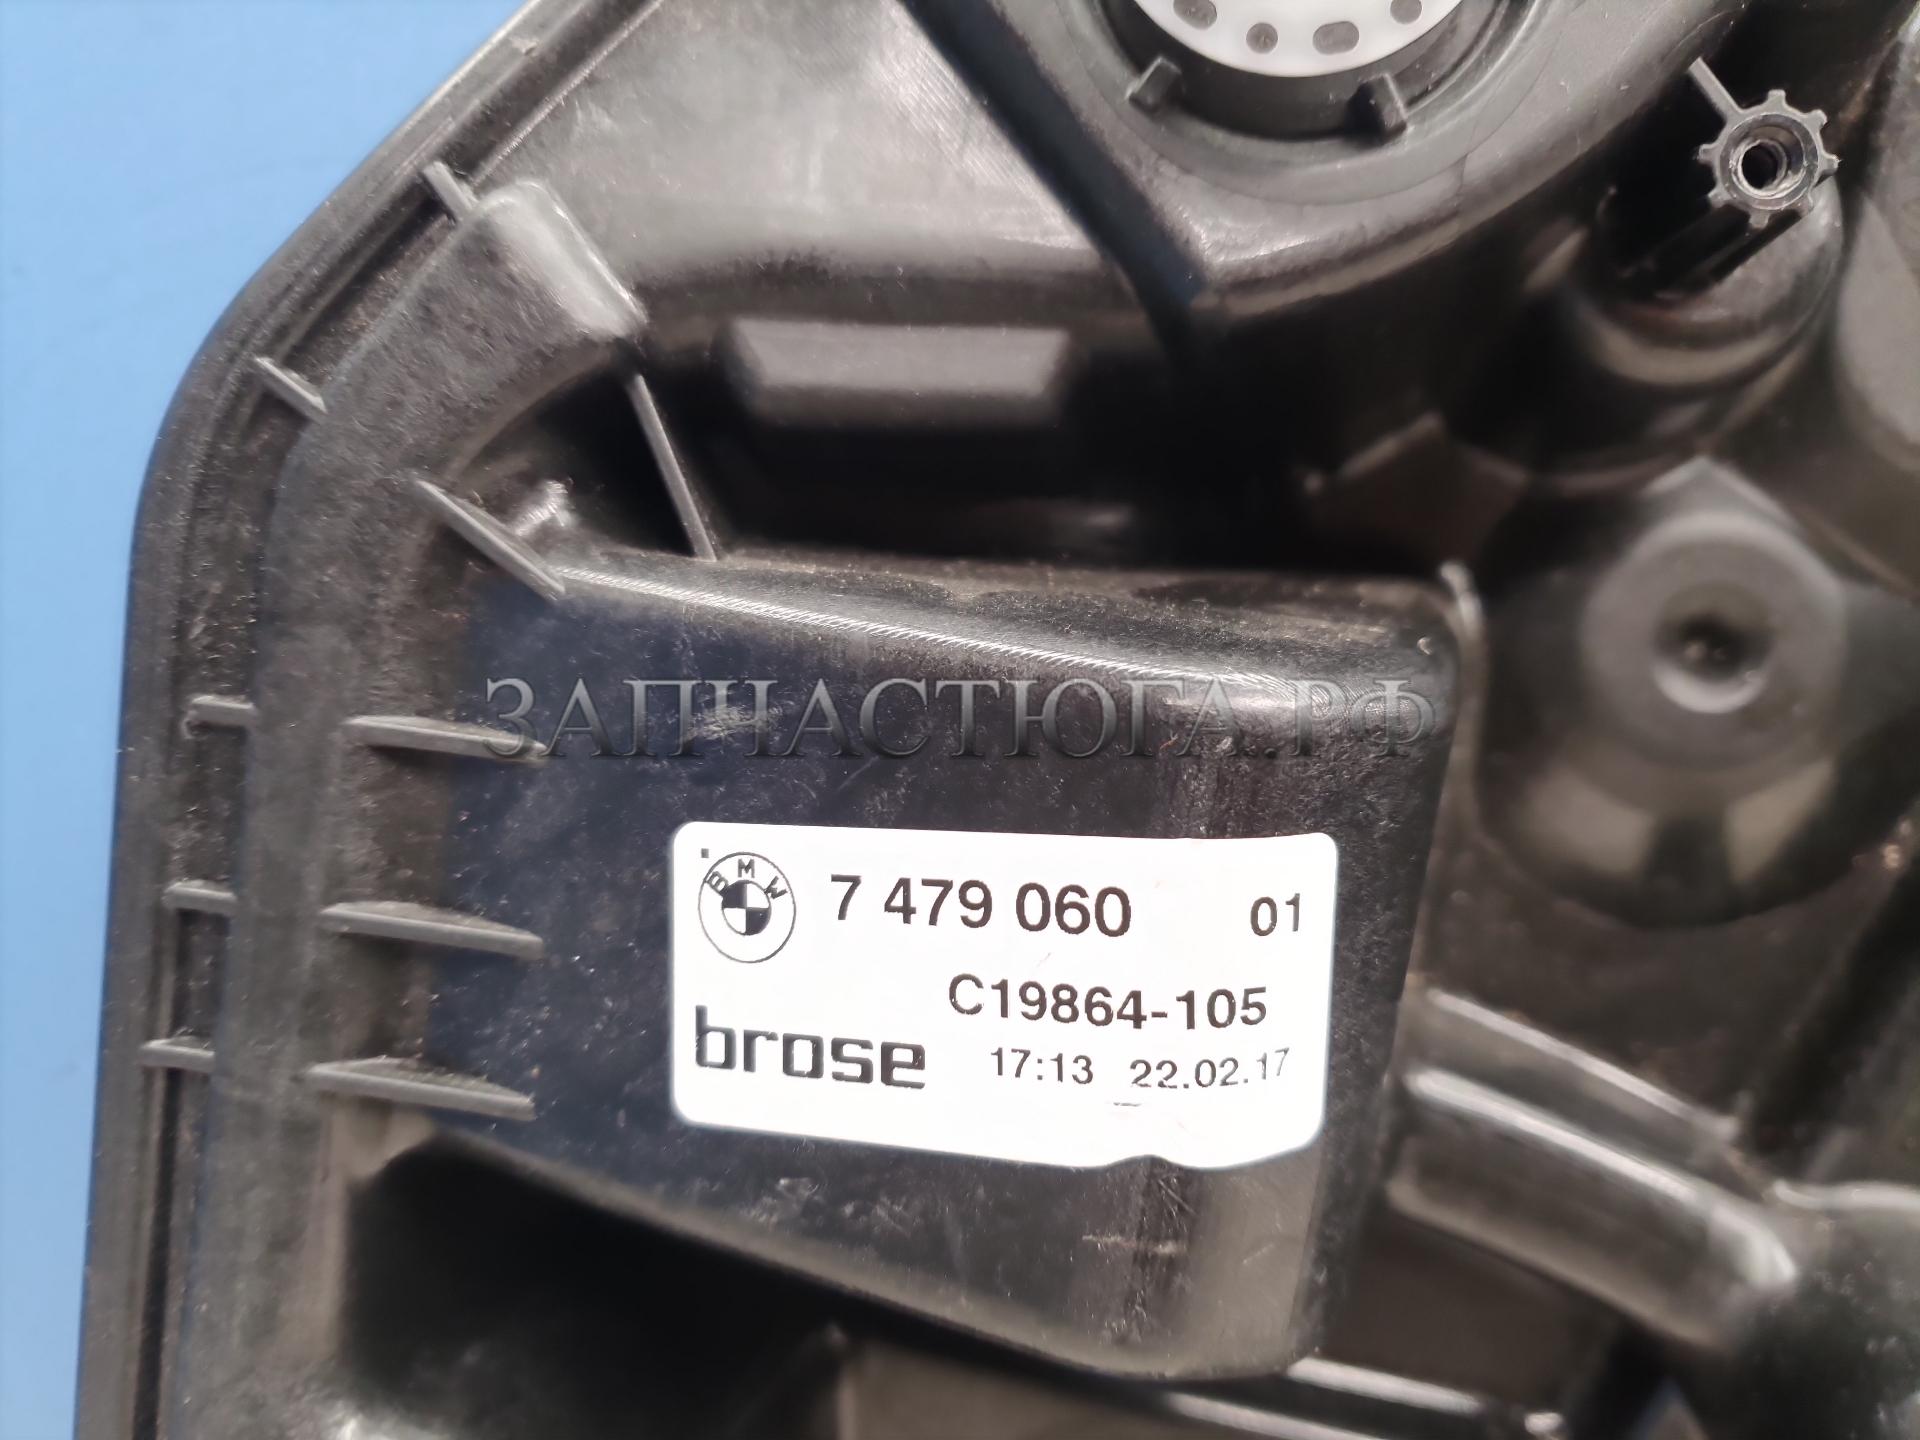 ЗАПЧАСТЮГА.РФ
BMW 7 479 060 01
C19864-105
brose 17:13 22.02.17